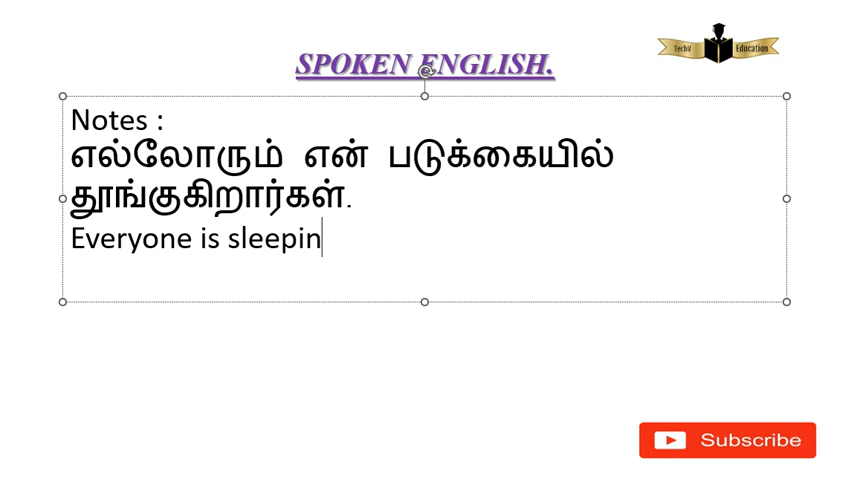 TechV Education
SPOKEN ENGLISH.
Notes :
எல்லோரும் என் படுக்கையில்
தூங்குகிறார்கள்.
Everyone is sleepin
Subscribe